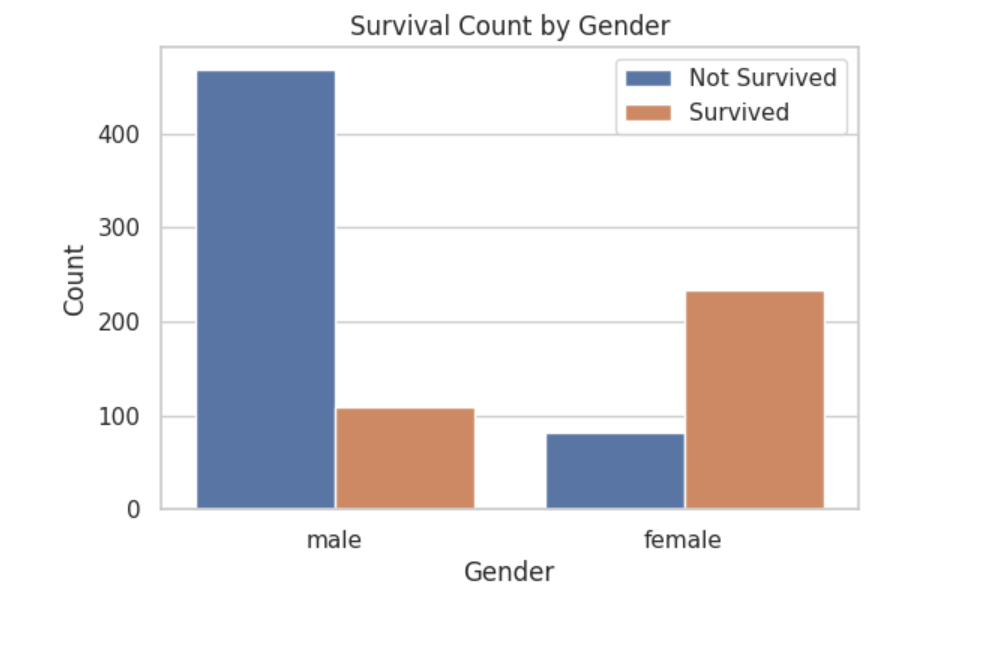 Survival Count by Gender
Not Survived
Survived
400
300
200
100
0
Count
male female
Gender